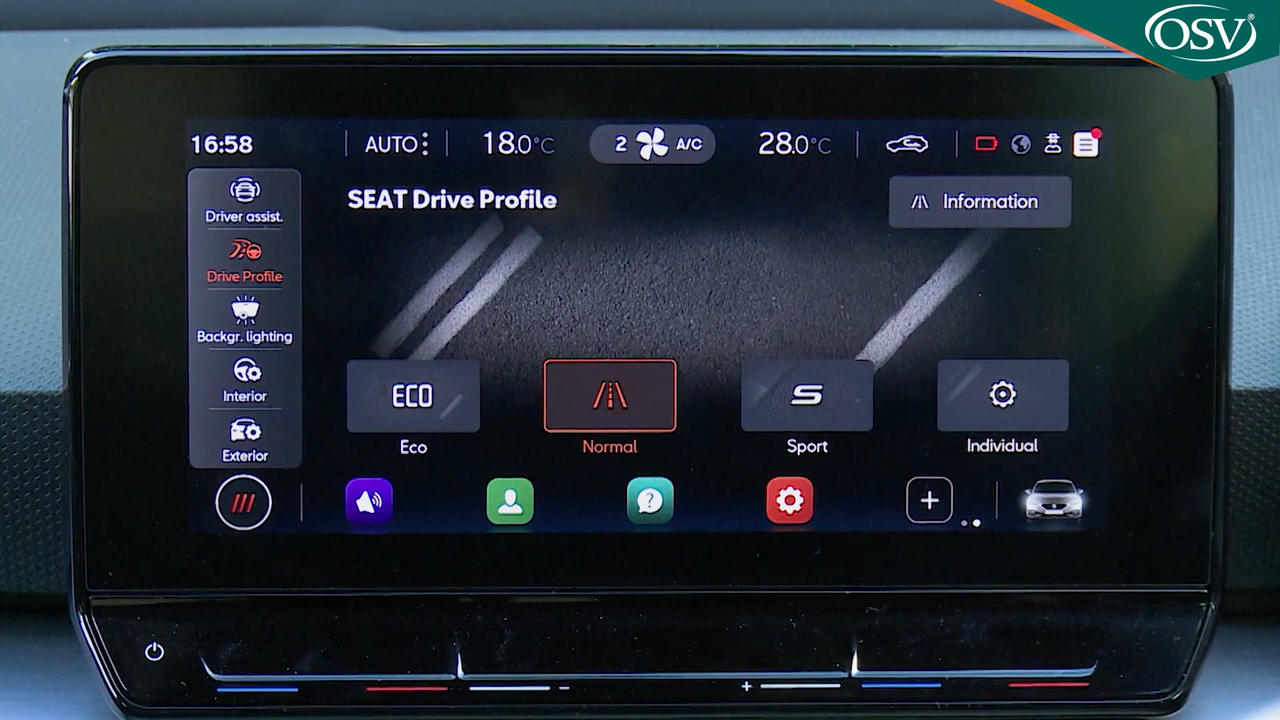 OSV®
16:58
AUTO
18.0°C
2
A/C
28.0°C
Driver assist.
Drive Profile
Backgr. lighting
Interior
Exterior
SEAT Drive Profile
Information
ECO
Eco
Normal
S
Sport
Individual
?
+
- +